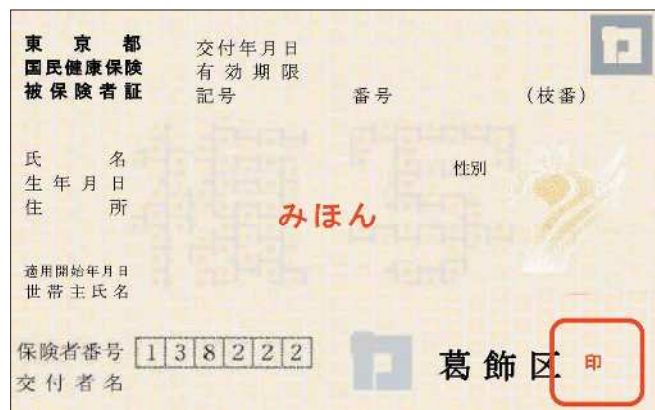 東京都
国民健康保険
被保険者証
交付年月日
有効期限
記号 番号 (枝番)
氏名 性別
生年月日
住所
みほん
適用開始年月日
世帯主氏名
保険者番号 138222
交付者名 葛飾区 印